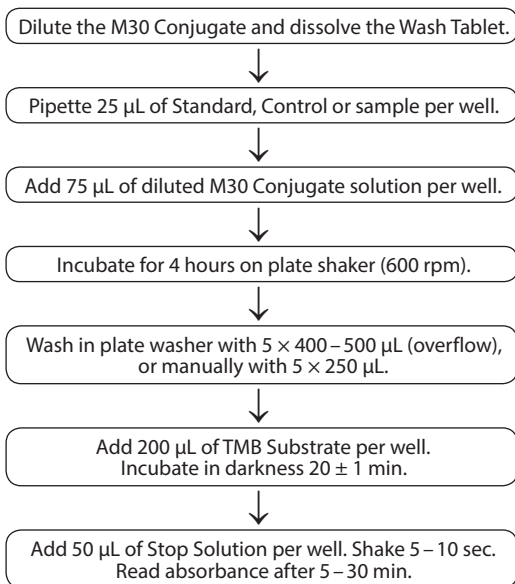 Dilute the M30 Conjugate and dissolve the Wash Tablet.
Pipette 25 µL of Standard, Control or sample per well.
Add 75 µL of diluted M30 Conjugate solution per well.
Incubate for 4 hours on plate shaker (600 rpm).
Wash in plate washer with 5 × 400 – 500 µL (overflow),
or manually with 5 × 250 µL.
Add 200 µL of TMB Substrate per well.
Incubate in darkness 20 ± 1 min.
Add 50 µL of Stop Solution per well. Shake 5 – 10 sec.
Read absorbance after 5 – 30 min.